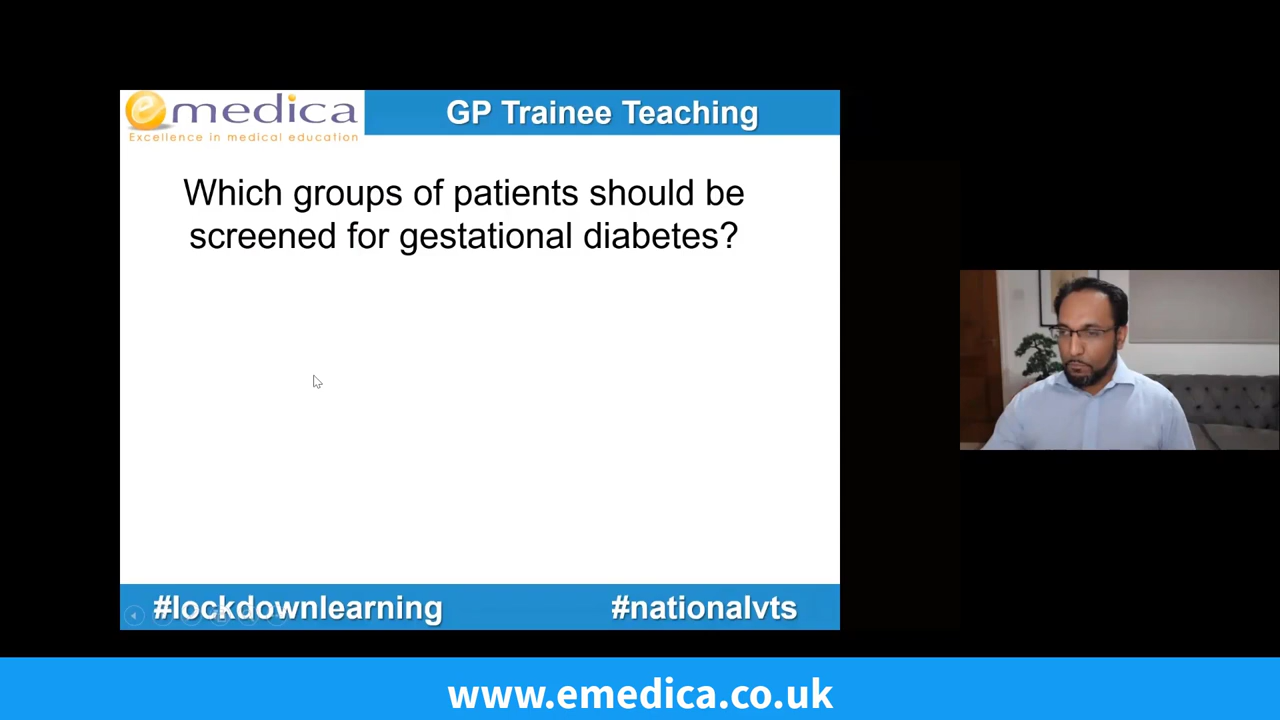 emedica
Excellence in medical education
GP Trainee Teaching
Which groups of patients should be
screened for gestational diabetes?
#lockdownlearning
#nationalvts
www.emedica.co.uk